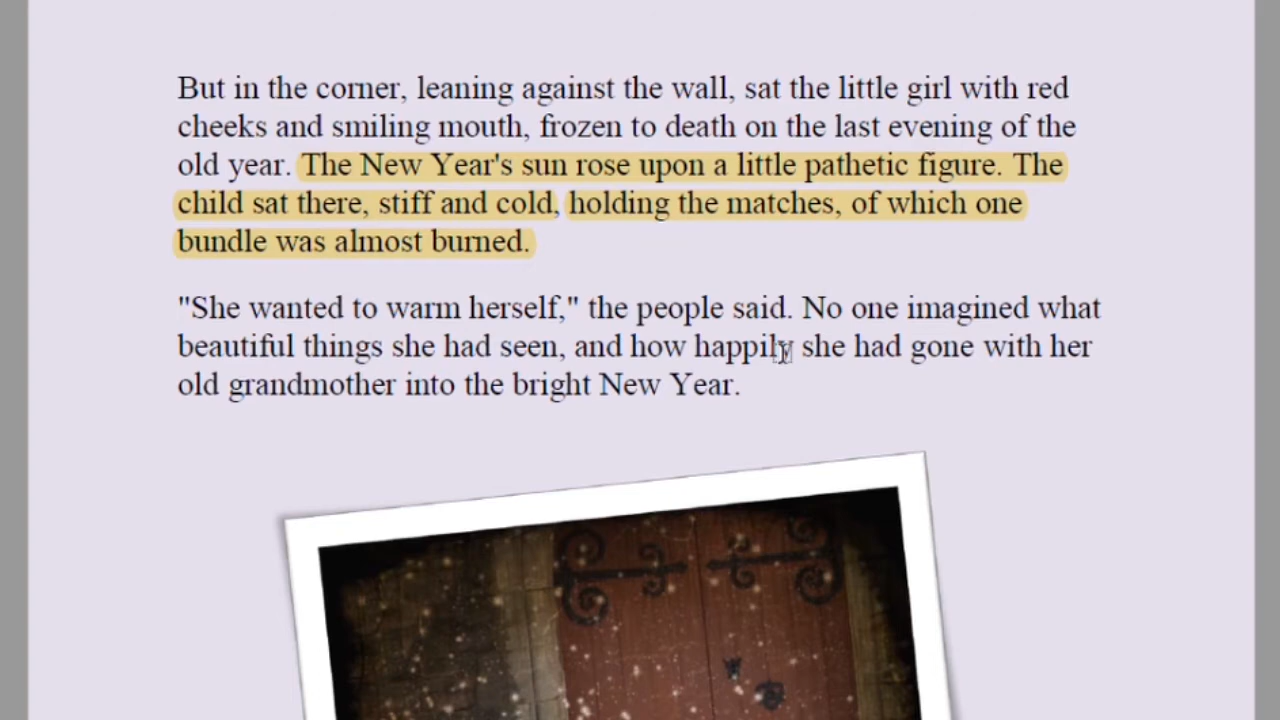 But in the corner, leaning against the wall, sat the little girl with red
cheeks and smiling mouth, frozen to death on the last evening of the
old year. The New Year's sun rose upon a little pathetic figure. The
child sat there, stiff and cold, holding the matches, of which one
bundle was almost burned.
"She wanted to warm herself," the people said. No one imagined what
beautiful things she had seen, and how happily she had gone with her
old grandmother into the bright New Year.